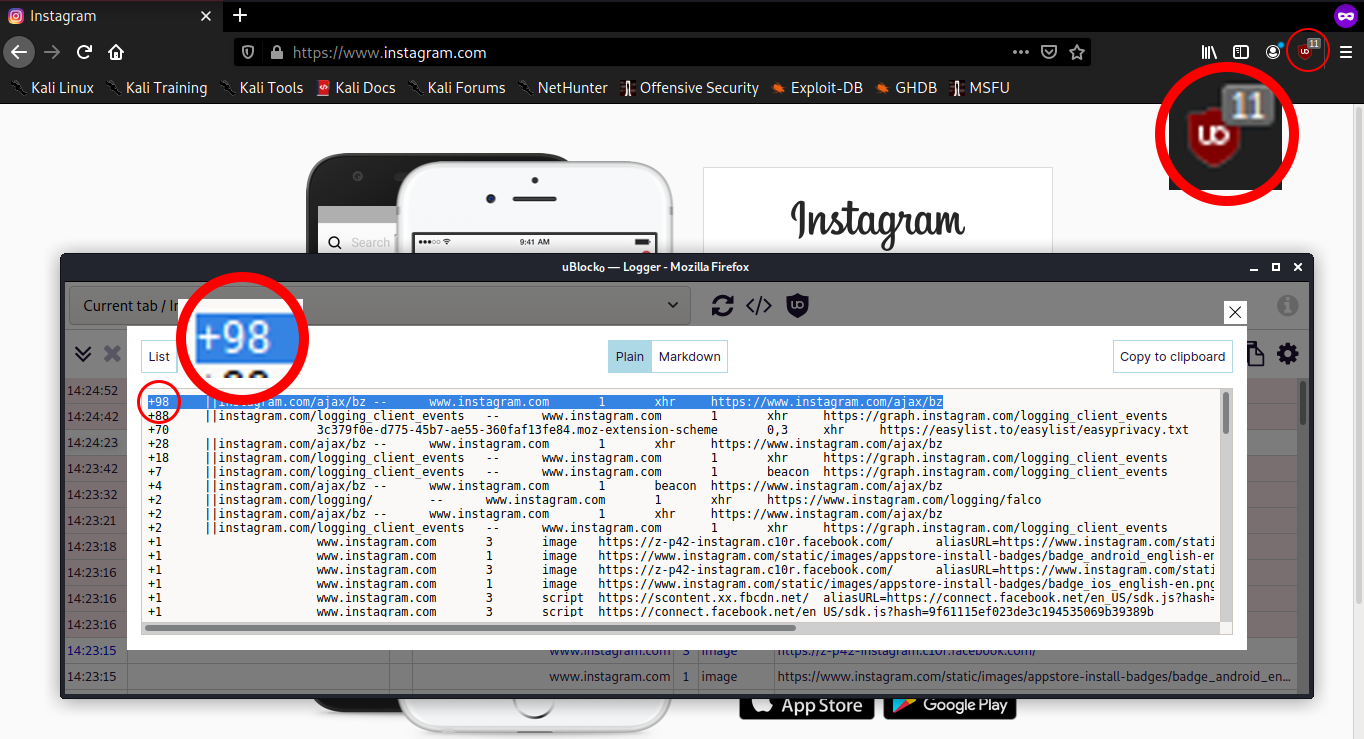 Instagram
11
https://www.instagram.com
Kali Linux Kali Training Kali Tools Kali Docs Kali Forums NetHunter Offensive Security Exploit-DB GHDB MSFU
11
Instagram
Search
9:41 AM
uBlock₀ — Logger - Mozilla Firefox
Current tab / I
+98
List Plain Markdown Copy to clipboard
14:24:52
+98 ||instagram.com/ajax/bz -- www.instagram.com 1 xhr https://www.instagram.com/ajax/bz
14:24:42
+88 ||instagram.com/logging_client_events -- www.instagram.com 1 xhr https://graph.instagram.com/logging_client_events
+70 3c379f0e-d775-45b7-ae55-360faf13fe84.moz-extension-scheme 0,3 xhr https://easylist.to/easylist/easyprivacy.txt
14:24:23
+28 ||instagram.com/ajax/bz -- www.instagram.com 1 xhr https://www.instagram.com/ajax/bz
+18 ||instagram.com/logging_client_events -- www.instagram.com 1 xhr https://graph.instagram.com/logging_client_events
14:23:42
+7 ||instagram.com/logging_client_events -- www.instagram.com 1 beacon https://graph.instagram.com/logging_client_events
+4 ||instagram.com/ajax/bz -- www.instagram.com 1 beacon https://www.instagram.com/ajax/bz
14:23:32
+2 ||instagram.com/logging/ -- www.instagram.com 1 xhr https://www.instagram.com/logging/falco
+2 ||instagram.com/ajax/bz -- www.instagram.com 1 xhr https://www.instagram.com/ajax/bz
14:23:21
+2 ||instagram.com/logging_client_events -- www.instagram.com 1 xhr https://graph.instagram.com/logging_client_events
14:23:18
+1 www.instagram.com 3 image https://z-p42-instagram.c10r.facebook.com/ aliasURL=https://www.instagram.com/stati
+1 www.instagram.com 1 image https://www.instagram.com/static/images/appstore-install-badges/badge_android_english-en
14:23:16
+1 www.instagram.com 3 image https://z-p42-instagram.c10r.facebook.com/ aliasURL=https://www.instagram.com/stati
+1 www.instagram.com 1 image https://www.instagram.com/static/images/appstore-install-badges/badge_ios_english-en.png
14:23:16
+1 www.instagram.com 3 script https://scontent.xx.fbcdn.net/ aliasURL=https://connect.facebook.net/en_US/sdk.js?hash=
+1 www.instagram.com 3 script https://connect.facebook.net/en_US/sdk.js?hash=9f61115ef023de3c194535069b39389b
14:23:16
14:23:15 www.instagram.com 3 image https://z-p42-instagram.c10r.facebook.com/
14:23:15 www.instagram.com 1 image https://www.instagram.com/static/images/appstore-install-badges/badge_android_en…
App Store Google Play